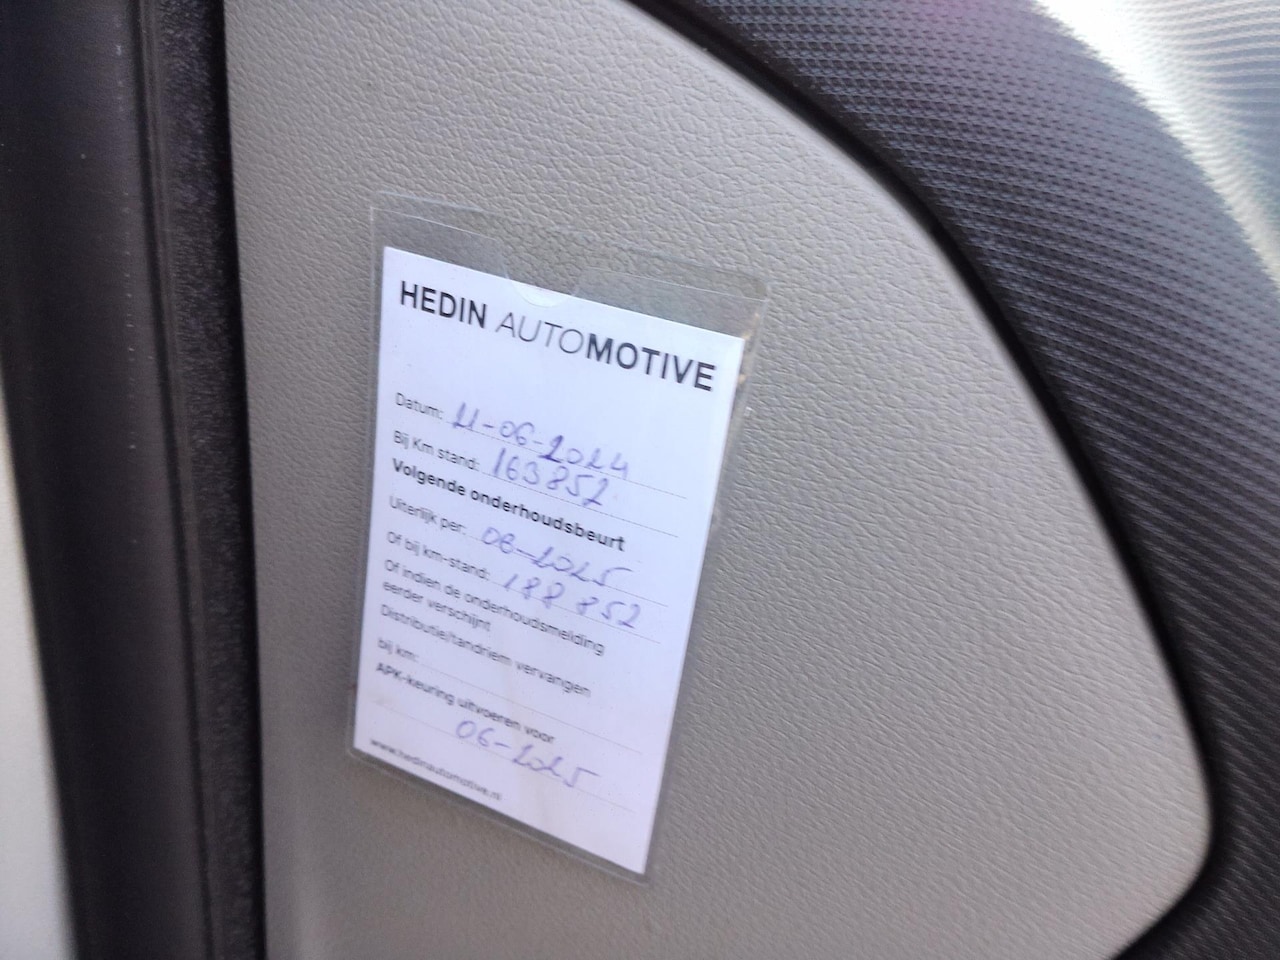 HEDIN AUTOMOTIVE
Datum: 21-06-2024
Bij Km stand: 163852
Volgende onderhoudsbeurt
Uiterlijk per: 06-2025
Of bij km-stand: 188852
Of indien de onderhoudsmelding
eerder verschijnt
Distributie/tandriem vervangen
bij km:
APK-keuring uitvoeren voor
06-2025
www.hedinautomotive.nl